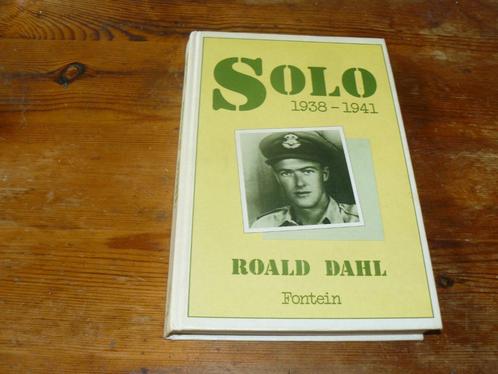 SOLO
1938-1941
ROALD DAHL
Fontein